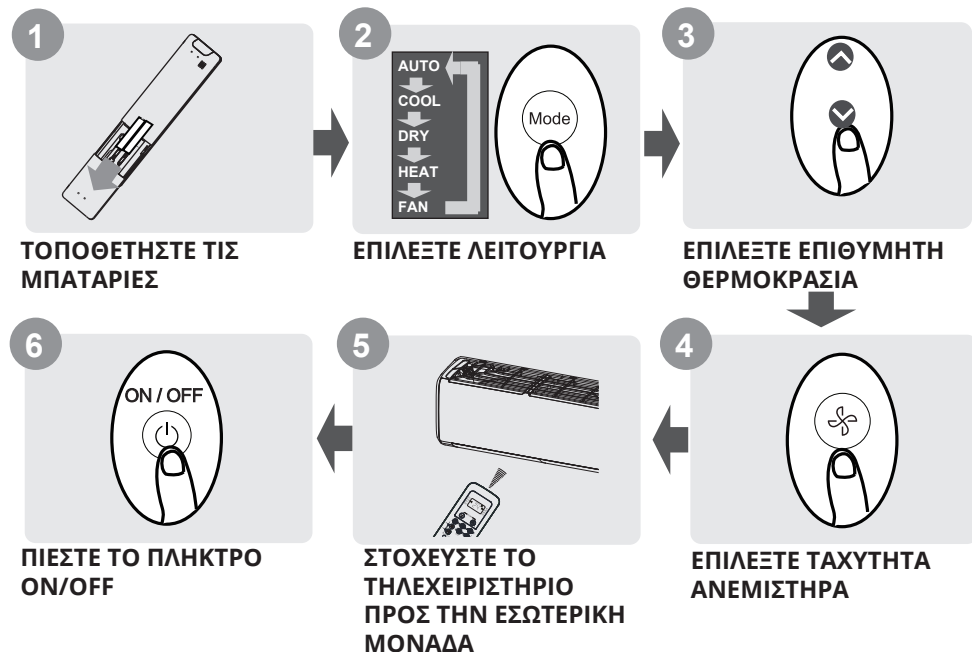 1
ΤΟΠΟΘΕΤΗΣΤΕ ΤΙΣ
ΜΠΑΤΑΡΙΕΣ
2
AUTO
COOL
DRY
HEAT
FAN
Mode
ΕΠΙΛΕΞΤΕ ΛΕΙΤΟΥΡΓΙΑ
3
ΕΠΙΛΕΞΤΕ ΕΠΙΘΥΜΗΤΗ
ΘΕΡΜΟΚΡΑΣΙΑ
4
ΕΠΙΛΕΞΤΕ ΤΑΧΥΤΗΤΑ
ΑΝΕΜΙΣΤΗΡΑ
5
ΣΤΟΧΕΥΣΤΕ ΤΟ
ΤΗΛΕΧΕΙΡΙΣΤΗΡΙΟ
ΠΡΟΣ ΤΗΝ ΕΣΩΤΕΡΙΚΗ
ΜΟΝΑΔΑ
6
ON / OFF
ΠΙΕΣΤΕ ΤΟ ΠΛΗΚΤΡΟ
ON/OFF